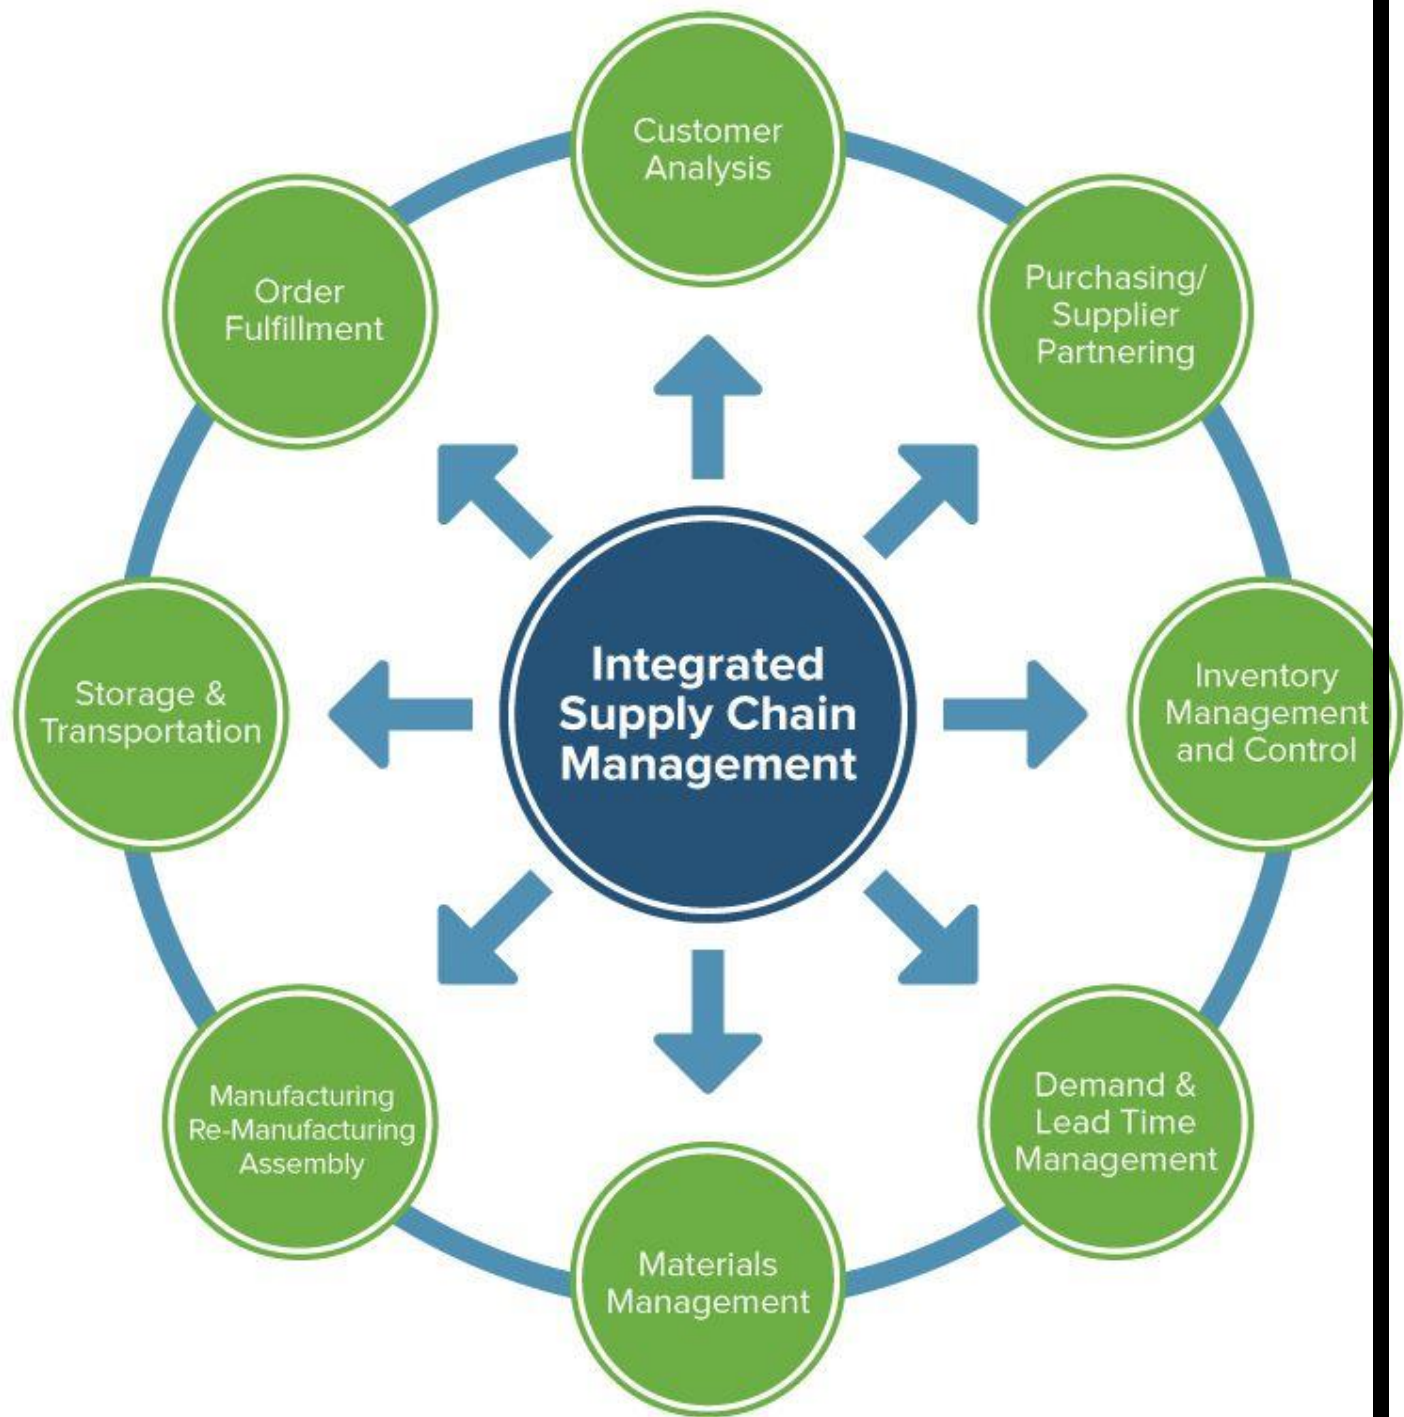 Customer
Analysis
Purchasing/
Supplier
Partnering
Inventory
Management
and Control
Demand &
Lead Time
Management
Materials
Management
Manufacturing
Re-Manufacturing
Assembly
Storage &
Transportation
Order
Fulfillment
Integrated
Supply Chain
Management